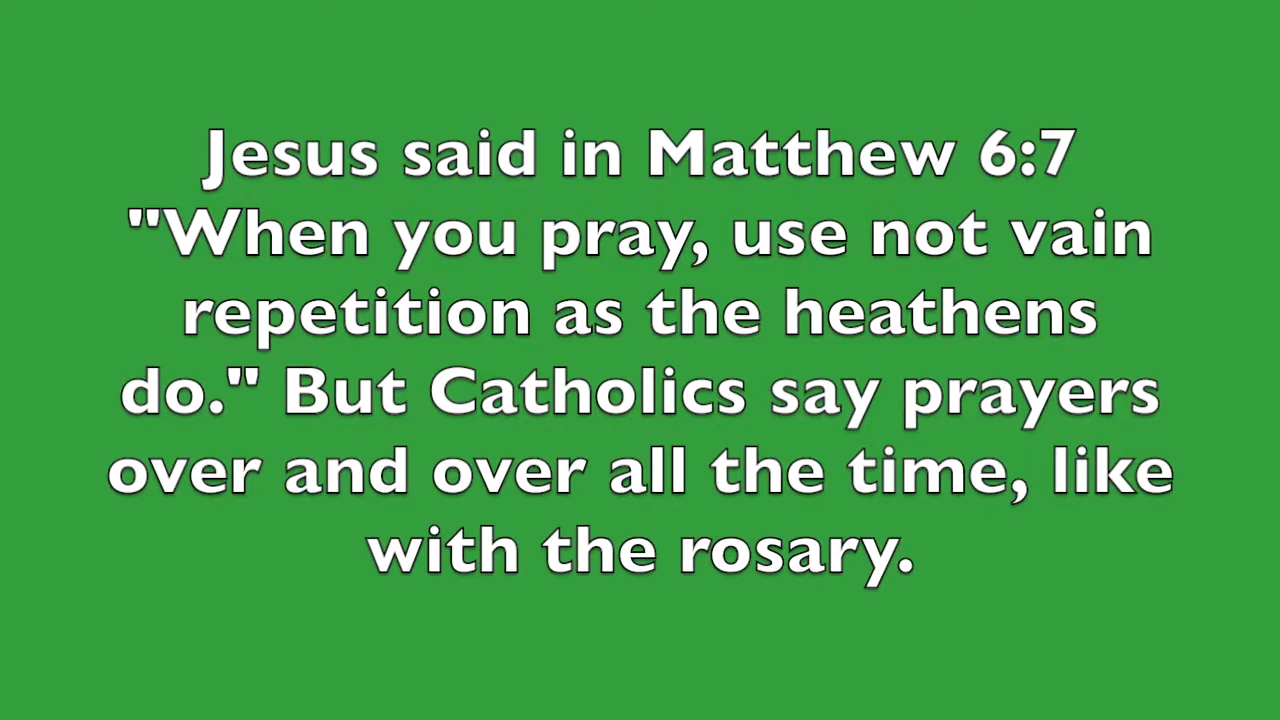 Jesus said in Matthew 6:7
"When you pray, use not vain
repetition as the heathens
do." But Catholics say prayers
over and over all the time, like
with the rosary.